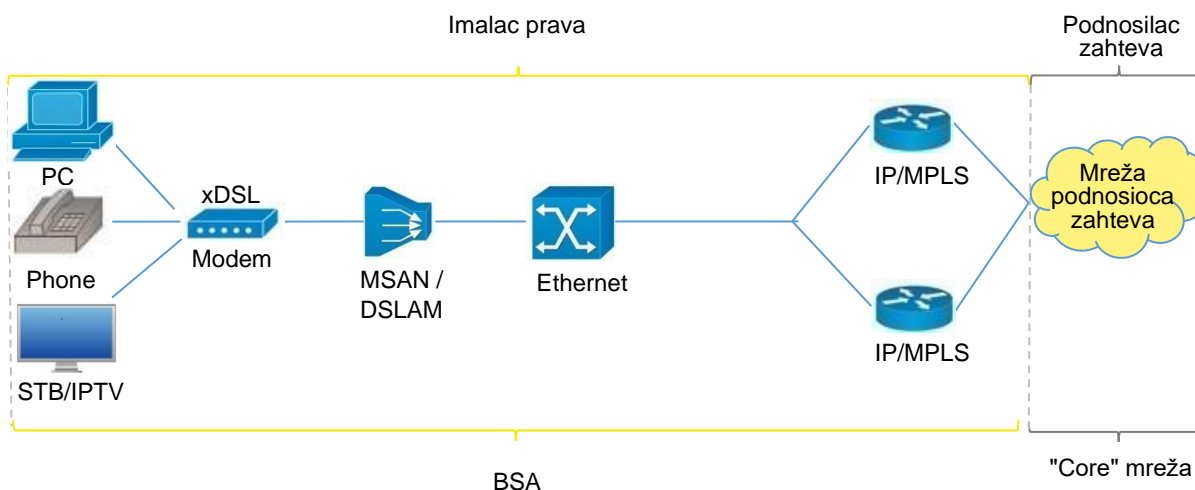 Imalac prava
Podnosilac
zahteva
PC
xDSL
Modem
Phone
STB/IPTV
MSAN /
DSLAM
Ethernet
IP/MPLS
IP/MPLS
Mreža
podnosioca
zahteva
BSA
"Core" mreža